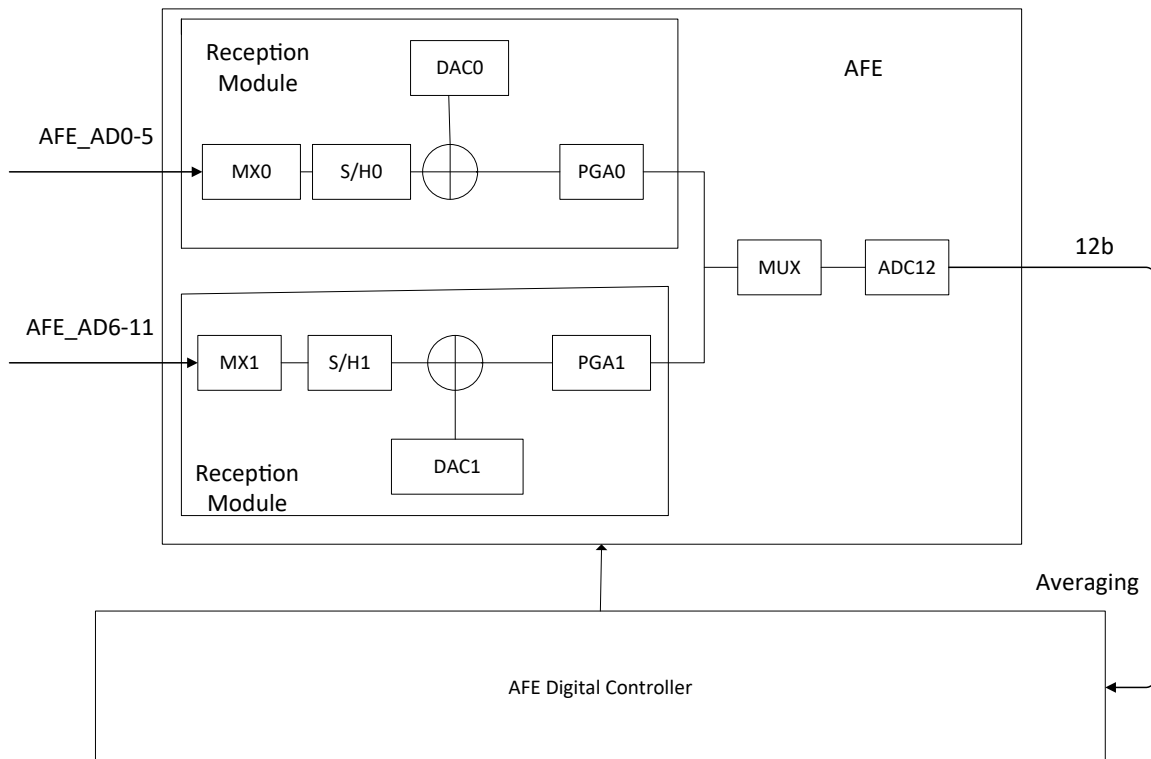 Reception
Module
DAC0
AFE
AFE_AD0-5
MX0
S/H0
PGA0
12b
MUX
ADC12
AFE_AD6-11
MX1
S/H1
PGA1
DAC1
Reception
Module
Averaging
AFE Digital Controller